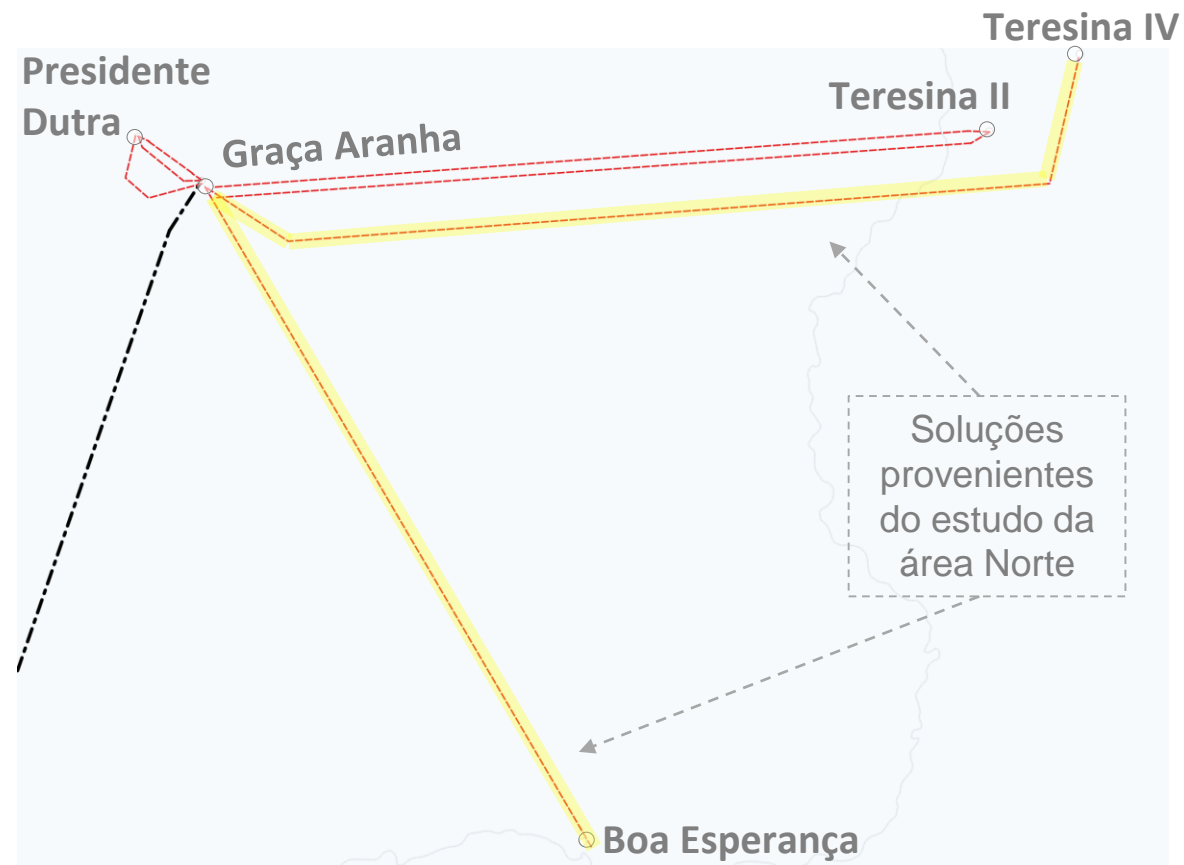 Teresina IV
Presidente
Dutra
Teresina II
Graça Aranha
Soluções
provenientes
do estudo da
área Norte
Boa Esperança